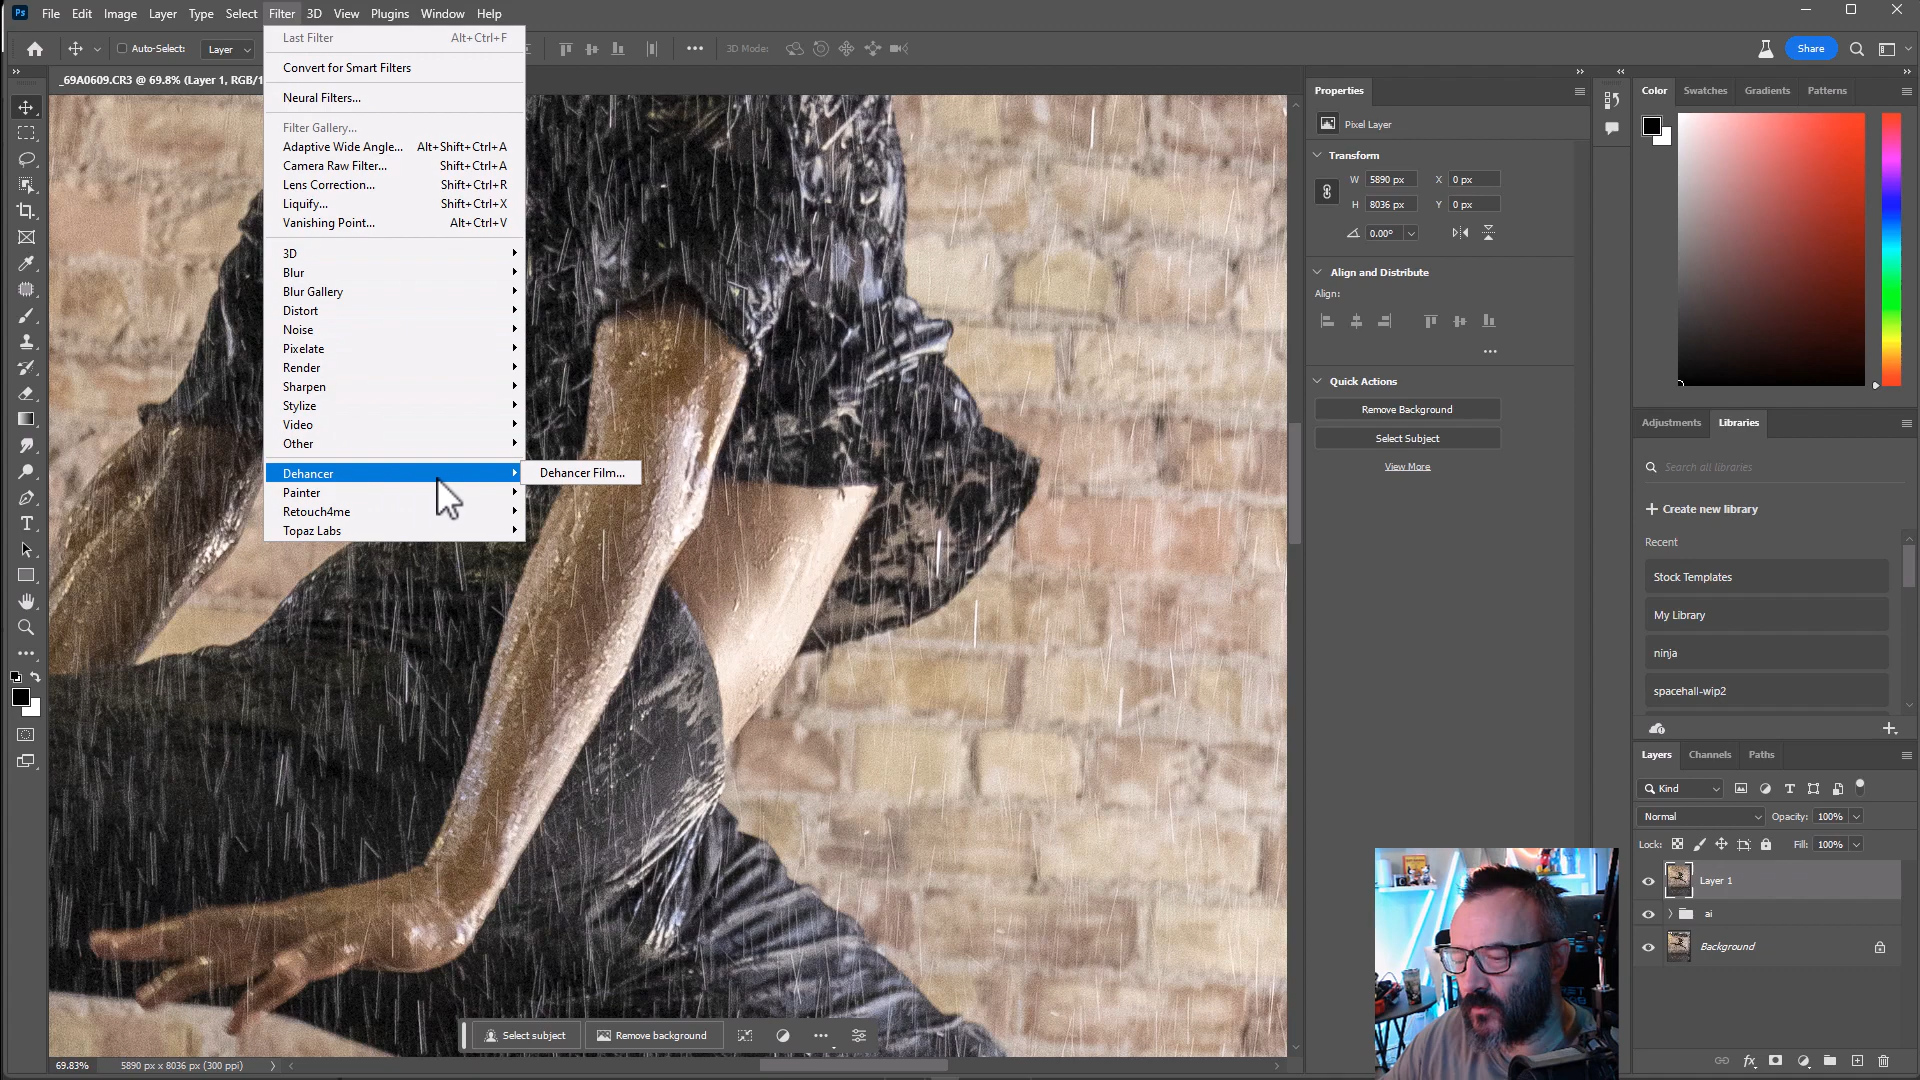 Ps File Edit Image Layer Type Select Filter 3D View Plugins Window Help
Auto-Select: Layer 3D Mode: Share
_69A0609.CR3 @ 69.8% (Layer 1, RGB/1
Last Filter Alt+Ctrl+F
Convert for Smart Filters
Neural Filters...
Filter Gallery...
Adaptive Wide Angle... Alt+Shift+Ctrl+A
Camera Raw Filter... Shift+Ctrl+A
Lens Correction... Shift+Ctrl+R
Liquify... Shift+Ctrl+X
Vanishing Point... Alt+Ctrl+V
3D
Blur
Blur Gallery
Distort
Noise
Pixelate
Render
Sharpen
Stylize
Video
Other
Dehancer
Dehancer Film...
Painter
Retouch4me
Topaz Labs
Select subject Remove background
69.83% 5890 px x 8036 px (300 ppi)
Properties
Pixel Layer
Transform
W 5890 px X 0 px
H 8036 px Y 0 px
0.00°
Align and Distribute
Align:
Quick Actions
Remove Background
Select Subject
View More
Color Swatches Gradients Patterns
Adjustments Libraries
Search all libraries
Create new library
Recent
Stock Templates
My Library
ninja
spacehall-wip2
Layers Channels Paths
Kind
Normal Opacity: 100%
Lock: Fill: 100%
Layer 1
ai
Background